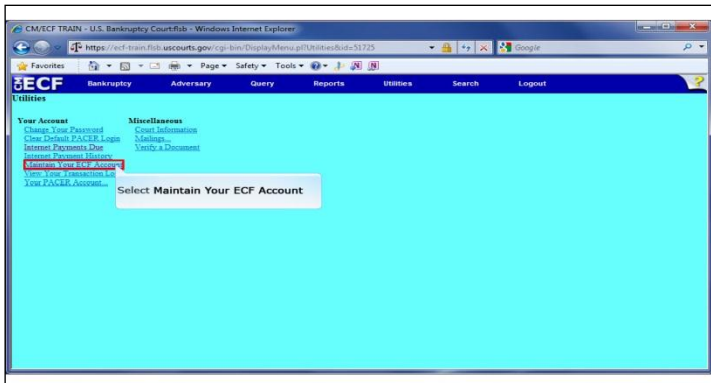 CM/ECF TRAIN - U.S. Bankruptcy Court:flsb - Windows Internet Explorer
https://ecf-train.flsb.uscourts.gov/cgi-bin/DisplayMenu.pl?Utilities&id=51725
Google
Favorites Page Safety Tools
ECF Bankruptcy Adversary Query Reports Utilities Search Logout
Utilities
Your Account Miscellaneous
Change Your Password Court Information
Clear Default PACER Login Mailings...
Internet Payments Due Verify a Document
Internet Payment History
Maintain Your ECF Account
View Your Transaction Lo
Your PACER Account...
Select Maintain Your ECF Account